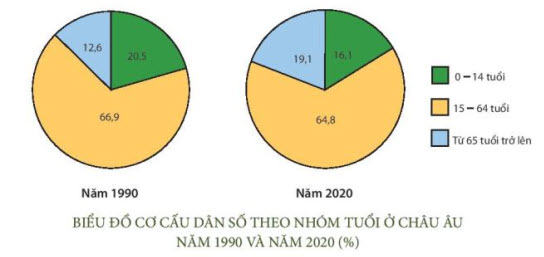 12,6
20,5
66,9
19,1
16,1
64,8
0 – 14 tuổi
15 – 64 tuổi
Từ 65 tuổi trở lên
Năm 1990
Năm 2020
BIỂU ĐỒ CƠ CẤU DÂN SỐ THEO NHÓM TUỔI Ở CHÂU ÂU
NĂM 1990 VÀ NĂM 2020 (%)